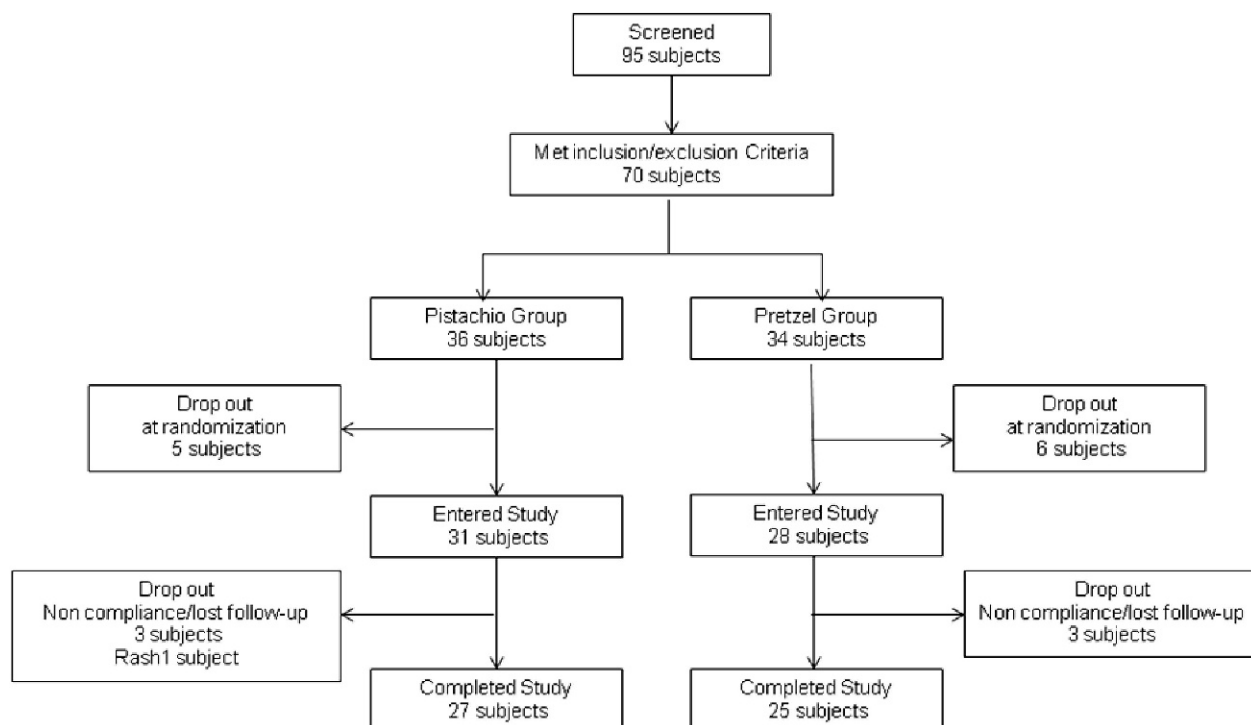 Screened
95 subjects
Met inclusion/exclusion Criteria
70 subjects
Pistachio Group
36 subjects
Pretzel Group
34 subjects
Drop out
at randomization
5 subjects
Drop out
at randomization
6 subjects
Entered Study
31 subjects
Entered Study
28 subjects
Drop out
Non compliance/lost follow-up
3 subjects
Rash1 subject
Drop out
Non compliance/lost follow-up
3 subjects
Completed Study
27 subjects
Completed Study
25 subjects